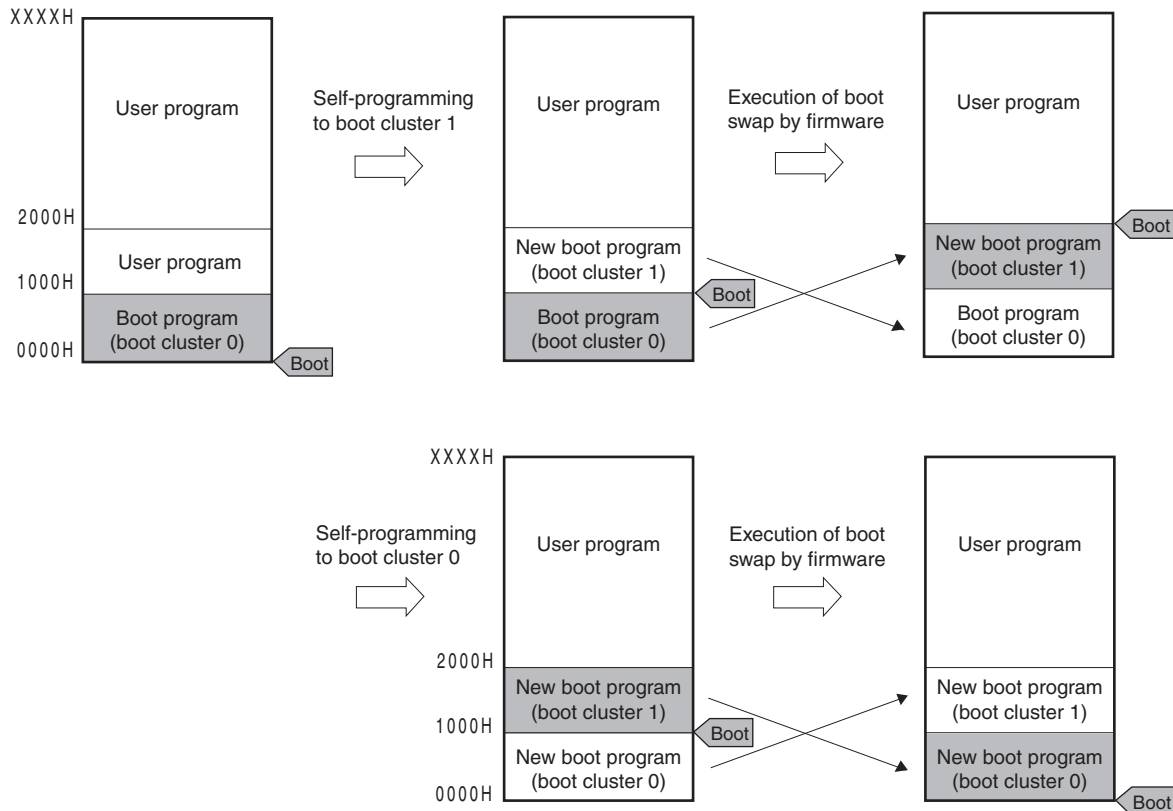 XXXXH
User program
2000H
User program
1000H
Boot program
(boot cluster 0)
0000H
Boot
Self-programming
to boot cluster 1
User program
New boot program
(boot cluster 1)
Boot
Boot program
(boot cluster 0)
Execution of boot
swap by firmware
User program
Boot
New boot program
(boot cluster 1)
Boot program
(boot cluster 0)
Self-programming
to boot cluster 0
XXXXH
User program
2000H
New boot program
(boot cluster 1)
1000H
Boot
New boot program
(boot cluster 0)
0000H
Execution of boot
swap by firmware
User program
New boot program
(boot cluster 1)
New boot program
(boot cluster 0)
Boot